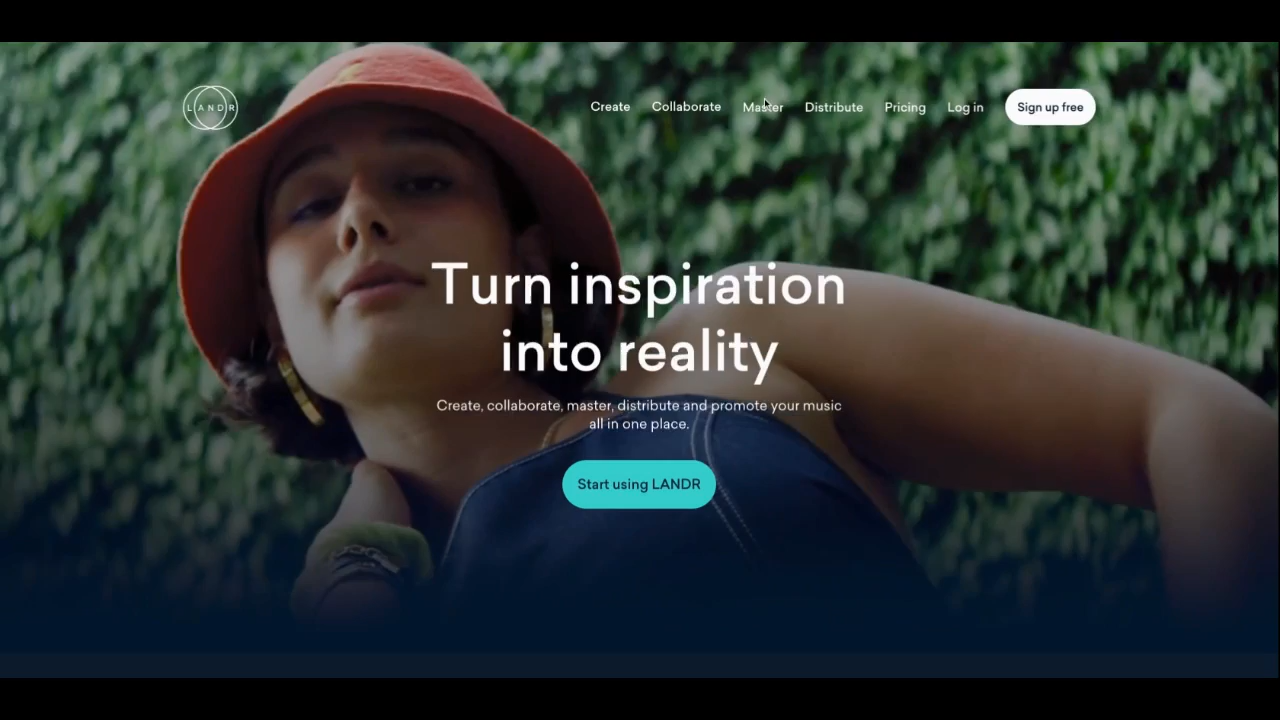 LANDR
Create Collaborate Master Distribute Pricing Log in Sign up free
Turn inspiration
into reality
Create, collaborate, master, distribute and promote your music
all in one place.
Start using LANDR